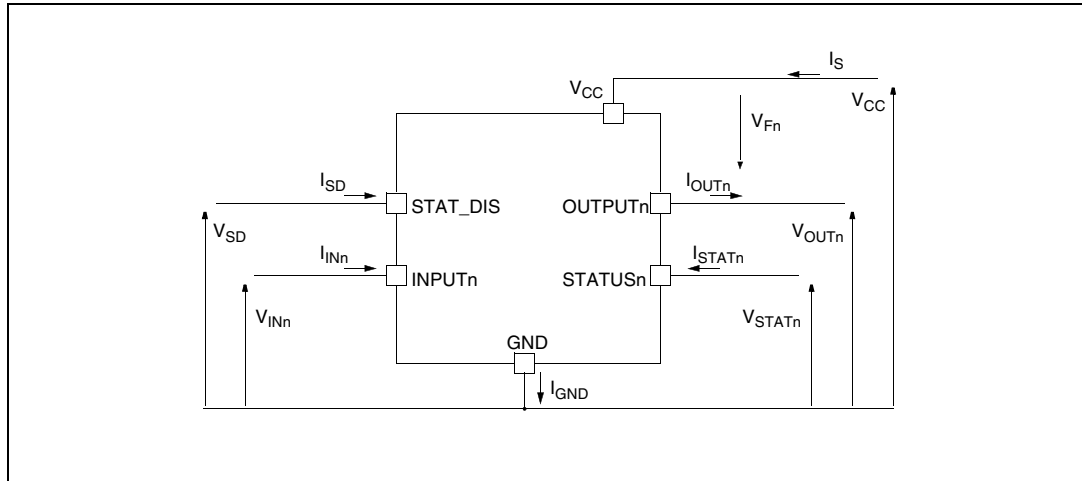 I_S
V_CC
V_CC
V_Fn
I_SD
I_OUTn
STAT_DIS
OUTPUTn
V_SD
V_OUTn
I_INn
I_STATn
INPUTn
STATUSn
V_INn
V_STATn
GND
I_GND